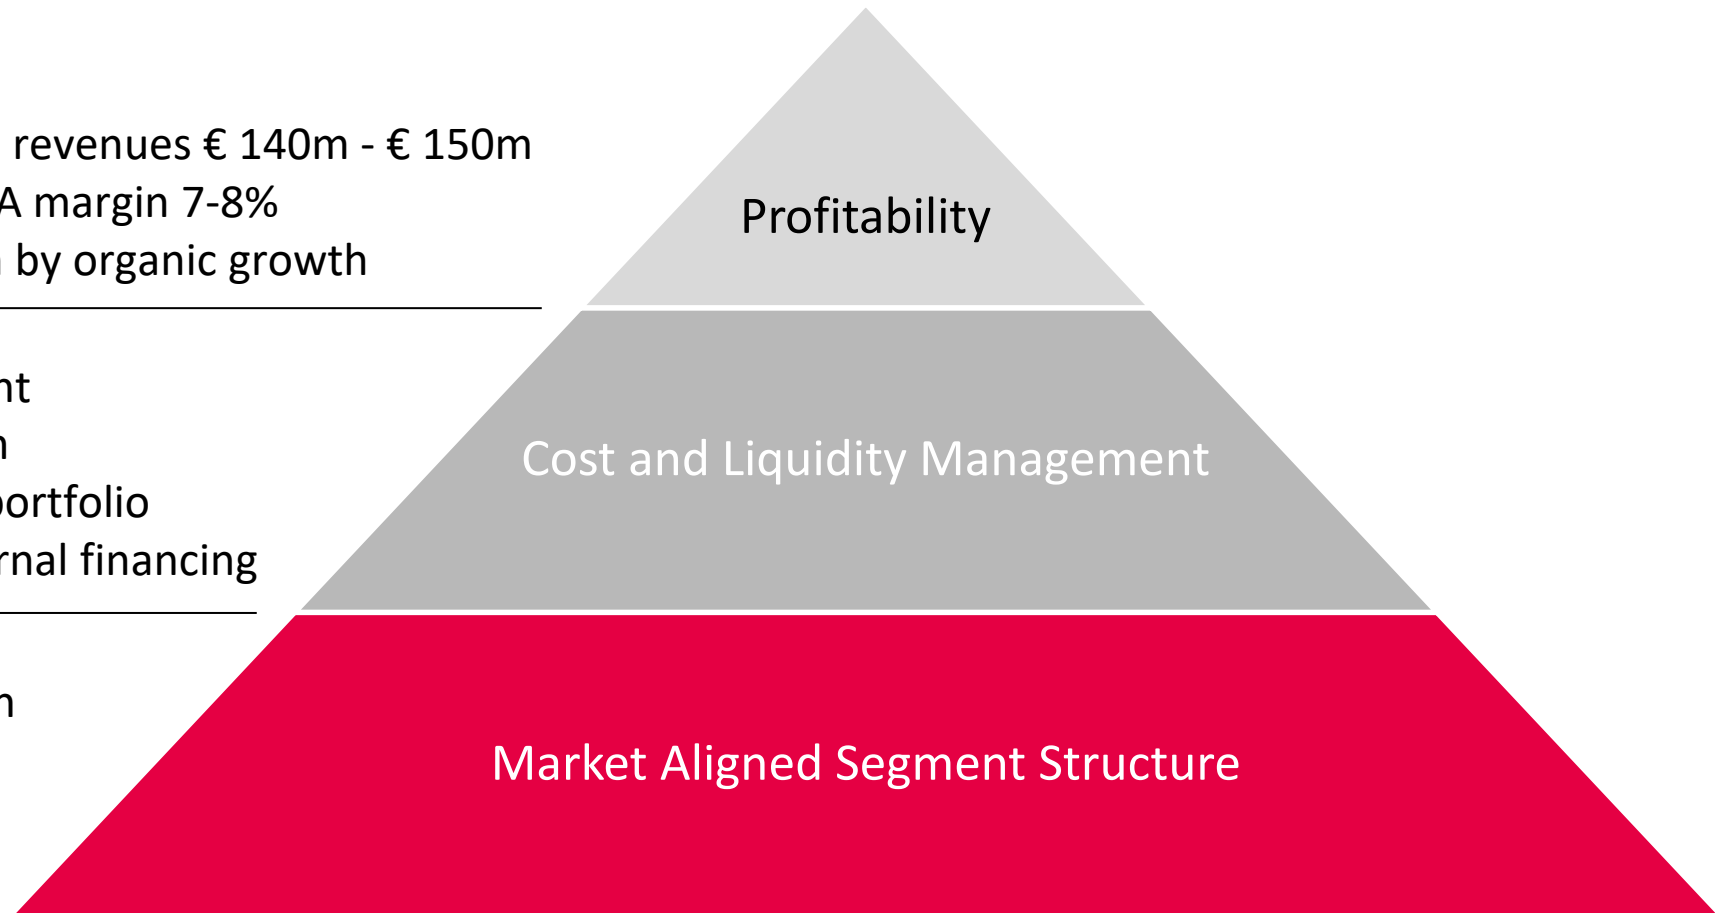 revenues € 140m - € 150m
A margin 7-8%
by organic growth
Profitability
nt
n
portfolio
rnal financing
Cost and Liquidity Management
n
Market Aligned Segment Structure